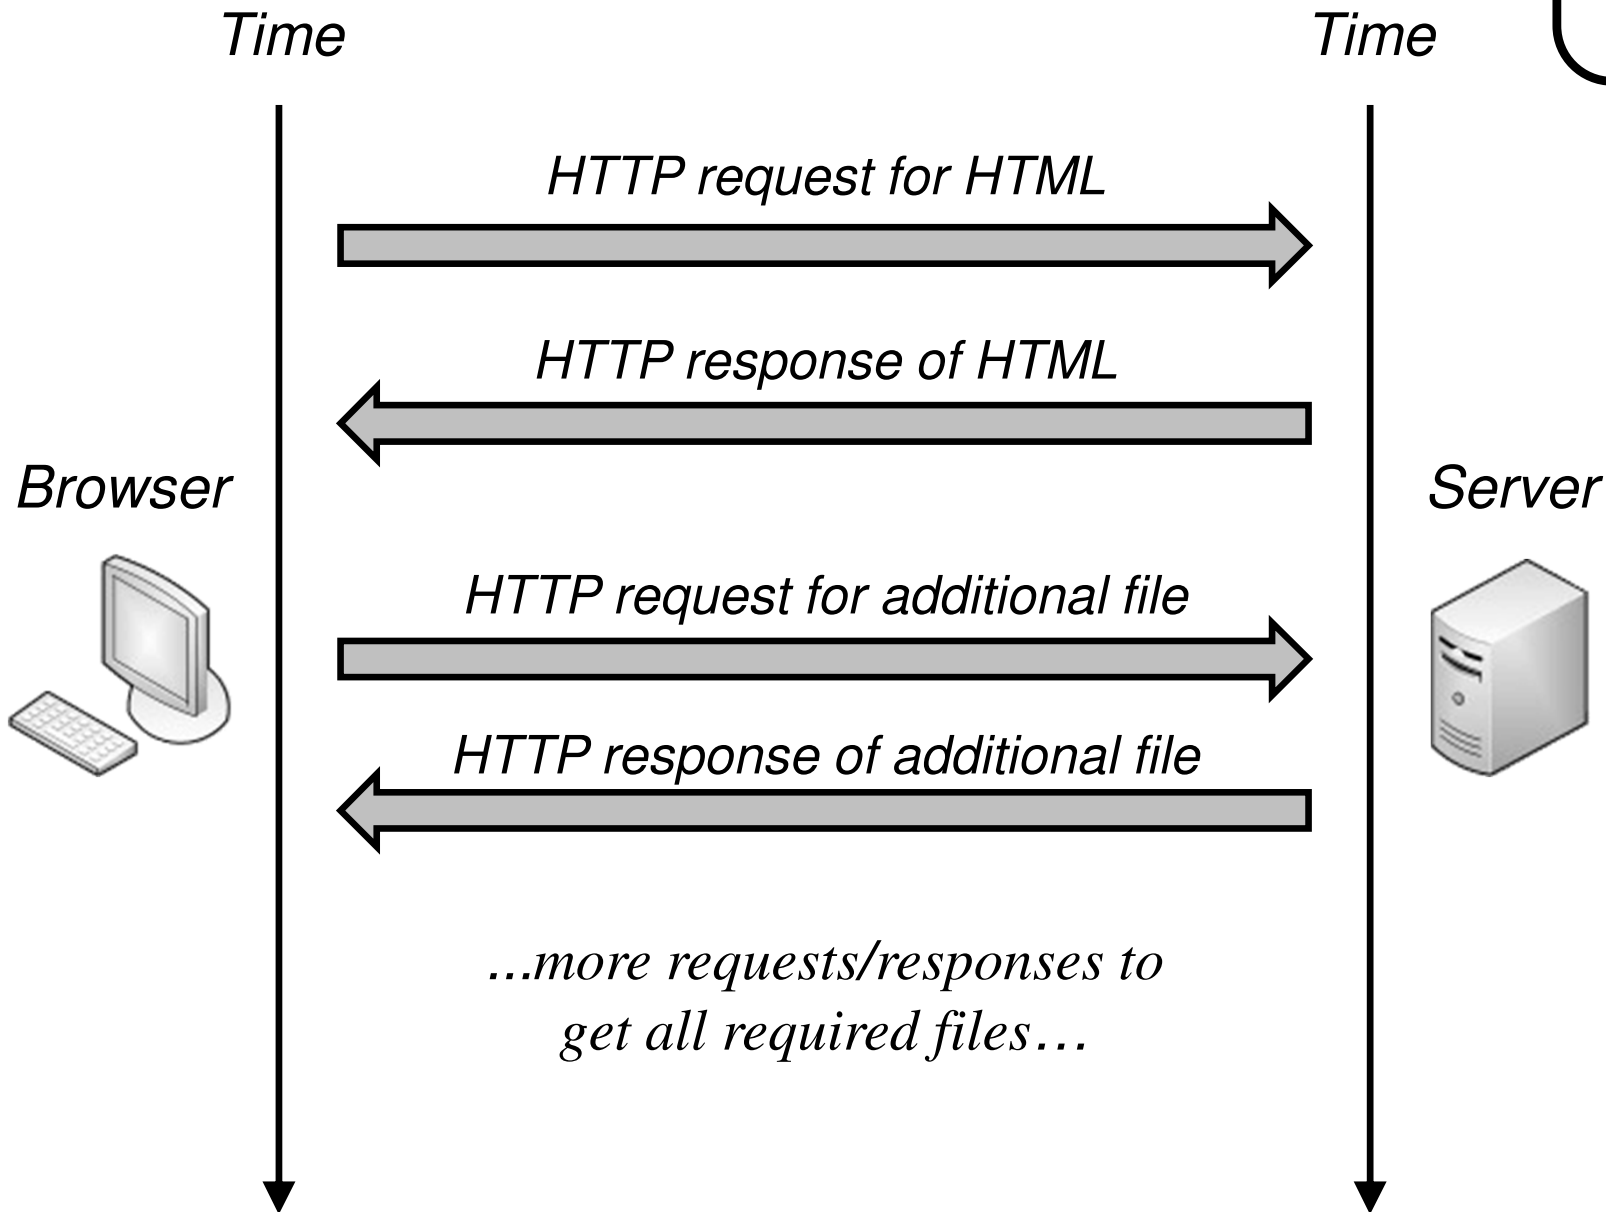 Time
Time
HTTP request for HTML
HTTP response of HTML
Browser
Server
HTTP request for additional file
HTTP response of additional file
...more requests/responses to
get all required files...